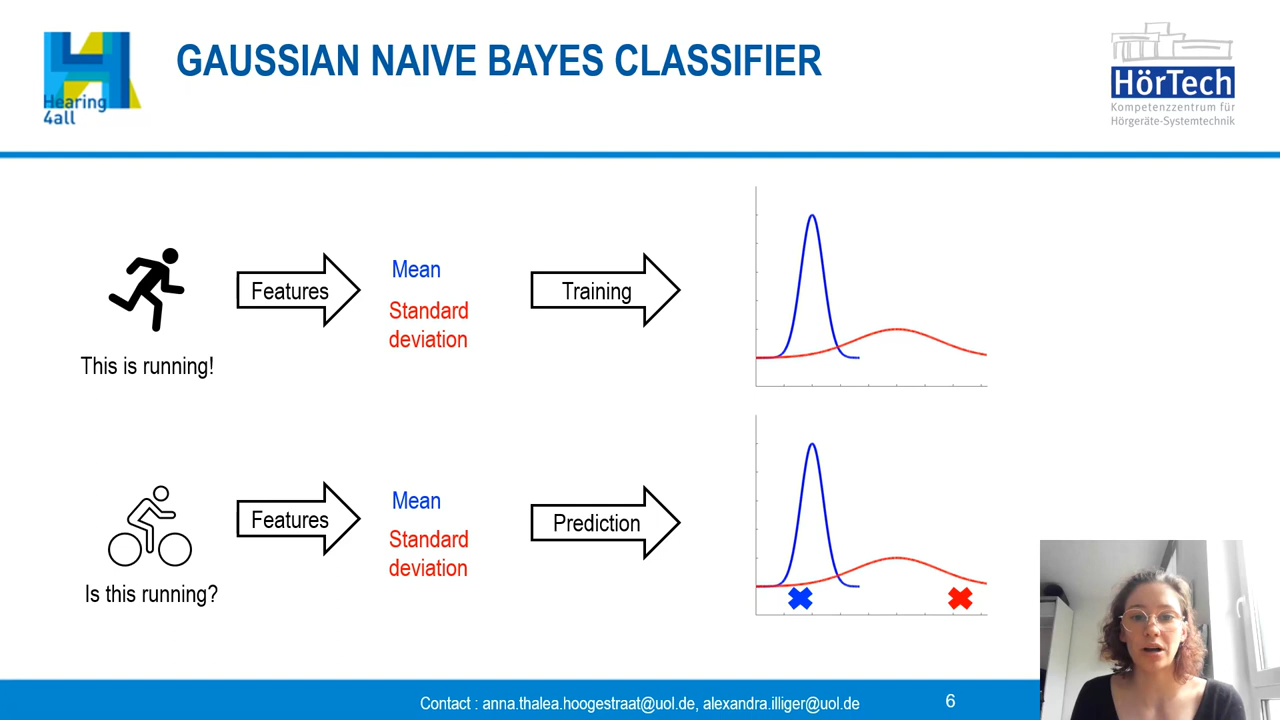 Hearing
4all
GAUSSIAN NAIVE BAYES CLASSIFIER
HörTech
Kompetenzzentrum für
Hörgeräte-Systemtechnik
This is running!
Features
Mean
Standard
deviation
Training
Is this running?
Features
Mean
Standard
deviation
Prediction
Contact : anna.thalea.hoogestraat@uol.de, alexandra.illiger@uol.de
6